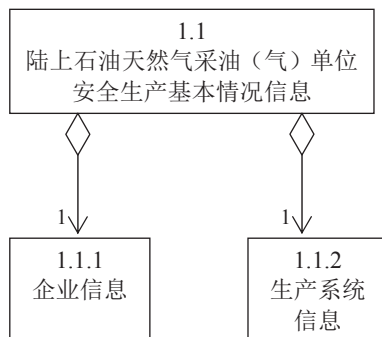 1.1
陆上石油天然气采油（气）单位
安全生产基本情况信息
1
1
1.1.1
企业信息
1.1.2
生产系统
信息